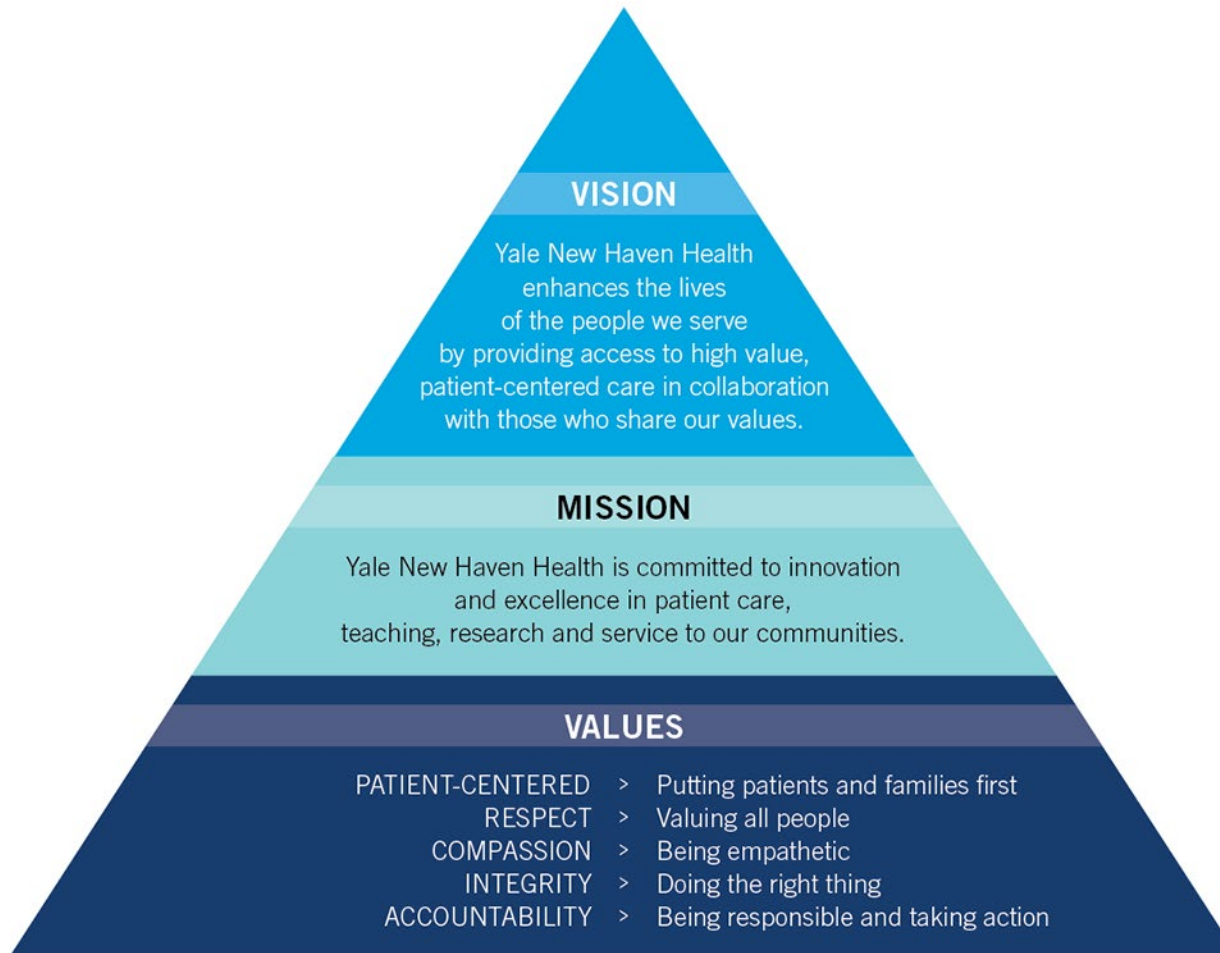 VISION
Yale New Haven Health
enhances the lives
of the people we serve
by providing access to high value,
patient-centered care in collaboration
with those who share our values.
MISSION
Yale New Haven Health is committed to innovation
and excellence in patient care,
teaching, research and service to our communities.
VALUES
PATIENT-CENTERED > Putting patients and families first
RESPECT > Valuing all people
COMPASSION > Being empathetic
INTEGRITY > Doing the right thing
ACCOUNTABILITY > Being responsible and taking action